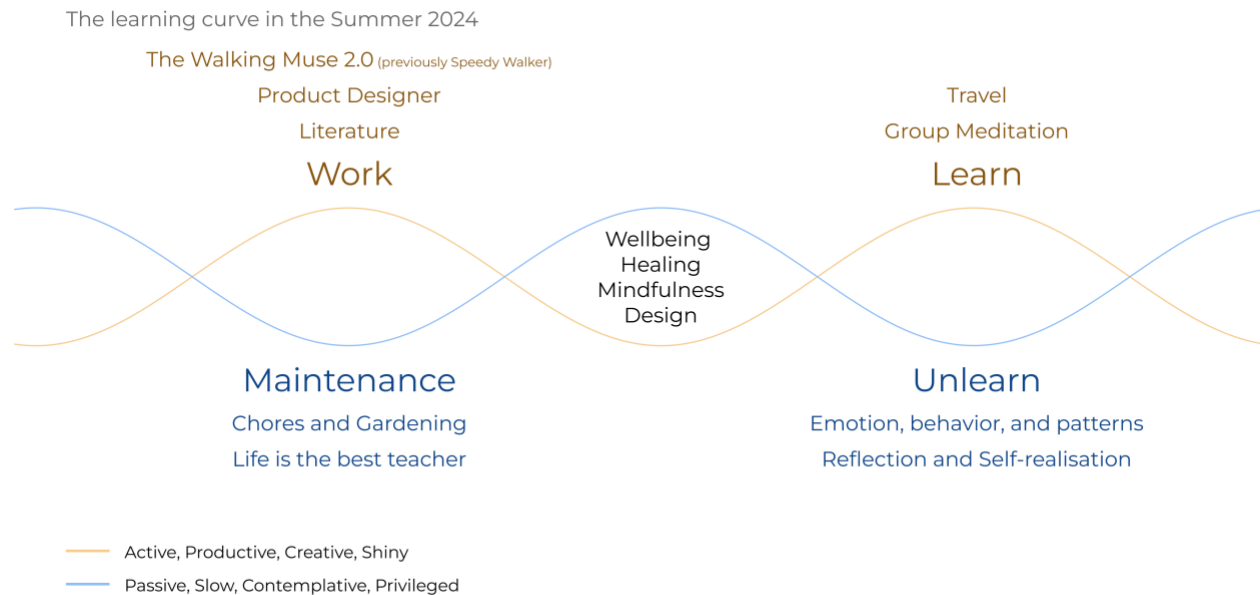 The learning curve in the Summer 2024
The Walking Muse 2.0 (previously Speedy Walker)
Product Designer
Literature
Work
Travel
Group Meditation
Learn
Wellbeing
Healing
Mindfulness
Design
Maintenance
Chores and Gardening
Life is the best teacher
Unlearn
Emotion, behavior, and patterns
Reflection and Self-realisation
Active, Productive, Creative, Shiny
Passive, Slow, Contemplative, Privileged